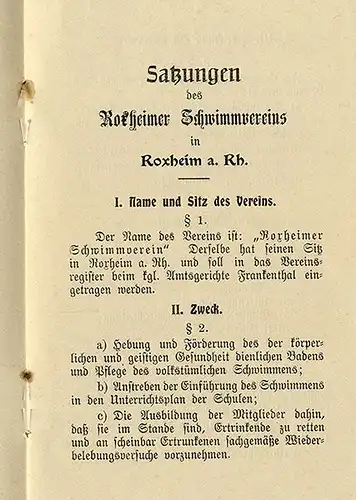 Satzungen
des
Roxheimer Schwimmvereins
in
Roxheim a. Rh.
I. Name und Sitz des Vereins.
§ 1.
Der Name des Vereins ist: „Roxheimer
Schwimmverein" Derselbe hat seinen Sitz
in Roxheim a. Rh. und soll in das Vereins-
register beim kgl. Amtsgerichte Frankenthal ein-
getragen werden.
II. Zweck.
§ 2.
a) Hebung und Förderung des der körper-
lichen und geistigen Gesundheit dienlichen Badens
und Pflege des volkstümlichen Schwimmens;
b) Anstreben der Einführung des Schwimmens
in den Unterrichtsplan der Schulen;
c) Die Ausbildung der Mitglieder dahin,
daß sie im Stande sind, Ertrinkende zu retten
und an scheinbar Ertrunkenen sachgemäße Wieder-
belebungsversuche vorzunehmen.